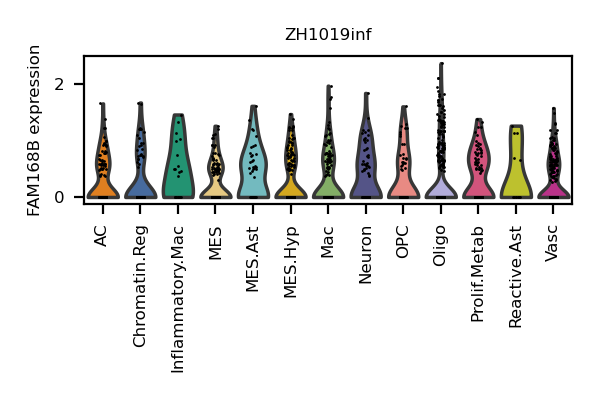 ZH1019inf
FAM168B expression
2
0
AC
Chromatin.Reg
Inflammatory.Mac
MES
MES.Ast
MES.Hyp
Mac
Neuron
OPC
Oligo
Prolif.Metab
Reactive.Ast
Vasc